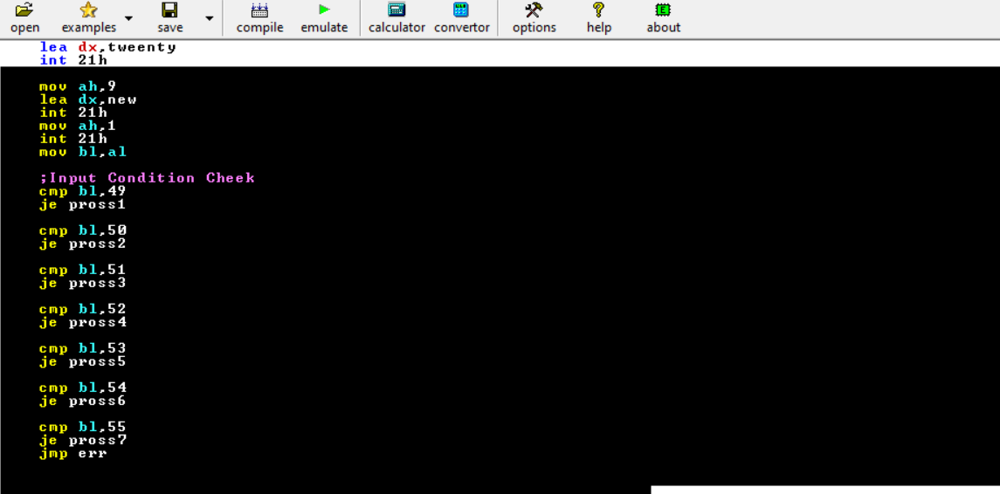 open examples save compile emulate calculator convertor options help about
lea dx,tweenty
int 21h
mov ah,9
lea dx,new
int 21h
mov ah,1
int 21h
mov bl,al
;Input Condition Cheek
cmp bl,49
je pross1
cmp bl,50
je pross2
cmp bl,51
je pross3
cmp bl,52
je pross4
cmp bl,53
je pross5
cmp bl,54
je pross6
cmp bl,55
je pross7
jmp err